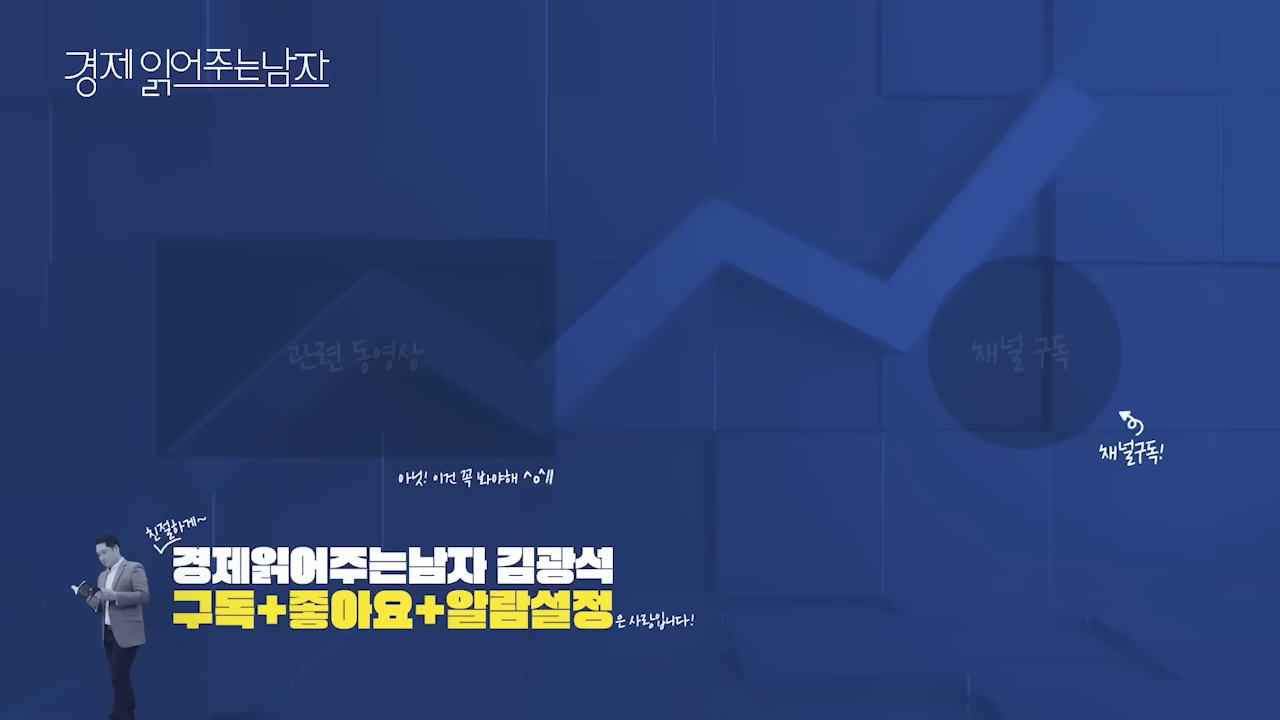 경제 읽어주는남자
관련 동영상
채널 구독
채널구독!
아닛! 이건 꼭 봐야해 ^o^//
친절하게~
경제읽어주는남자 김광석
구독+좋아요+알람설정은 사랑입니다!